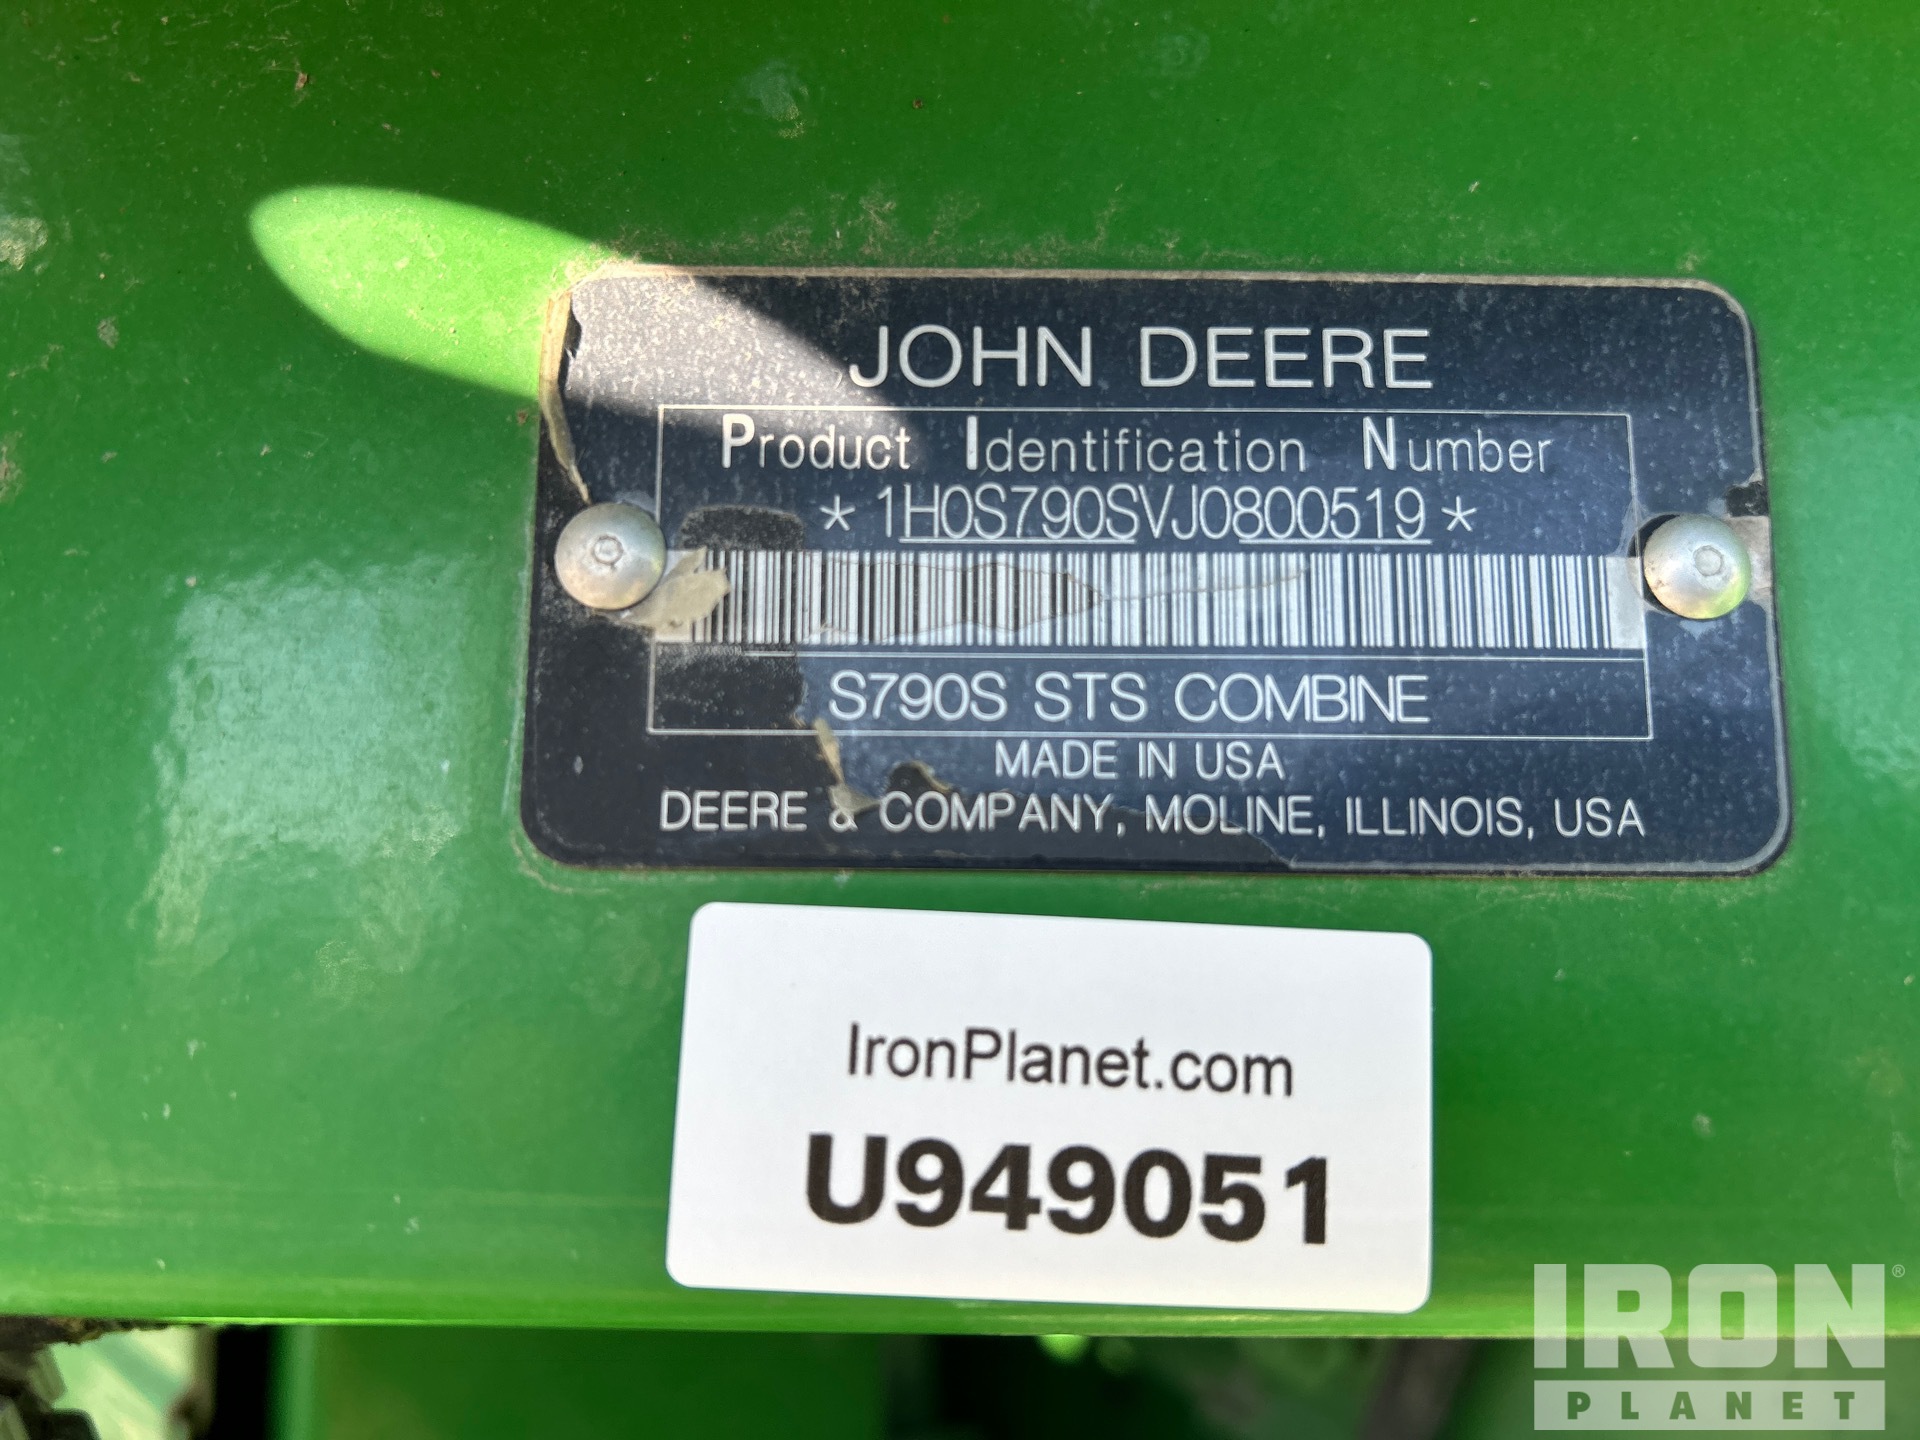 JOHN DEERE
Product Identification Number
*1H0S790SVJ0800519*
S790S STS COMBINE
MADE IN USA
DEERE & COMPANY, MOLINE, ILLINOIS, USA
IronPlanet.com
U949051
IRON®
PLANET